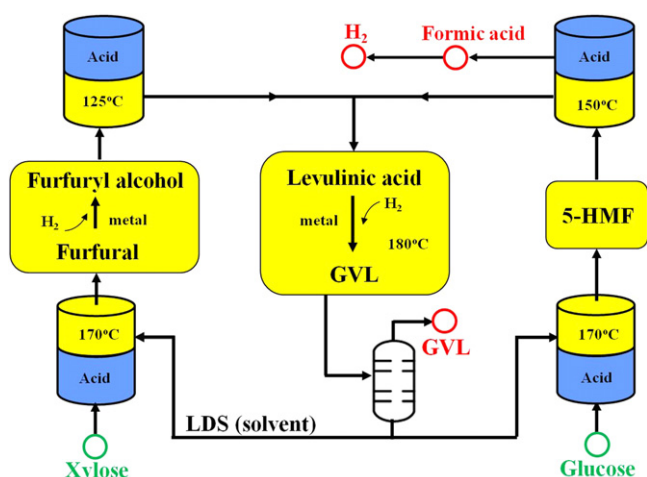 H₂
Formic acid
Acid
125°C
Acid
150°C
Furfuryl alcohol
H₂
metal
Furfural
Levulinic acid
metal
H₂
180°C
GVL
5-HMF
170°C
Acid
GVL
170°C
Acid
LDS (solvent)
Xylose
Glucose